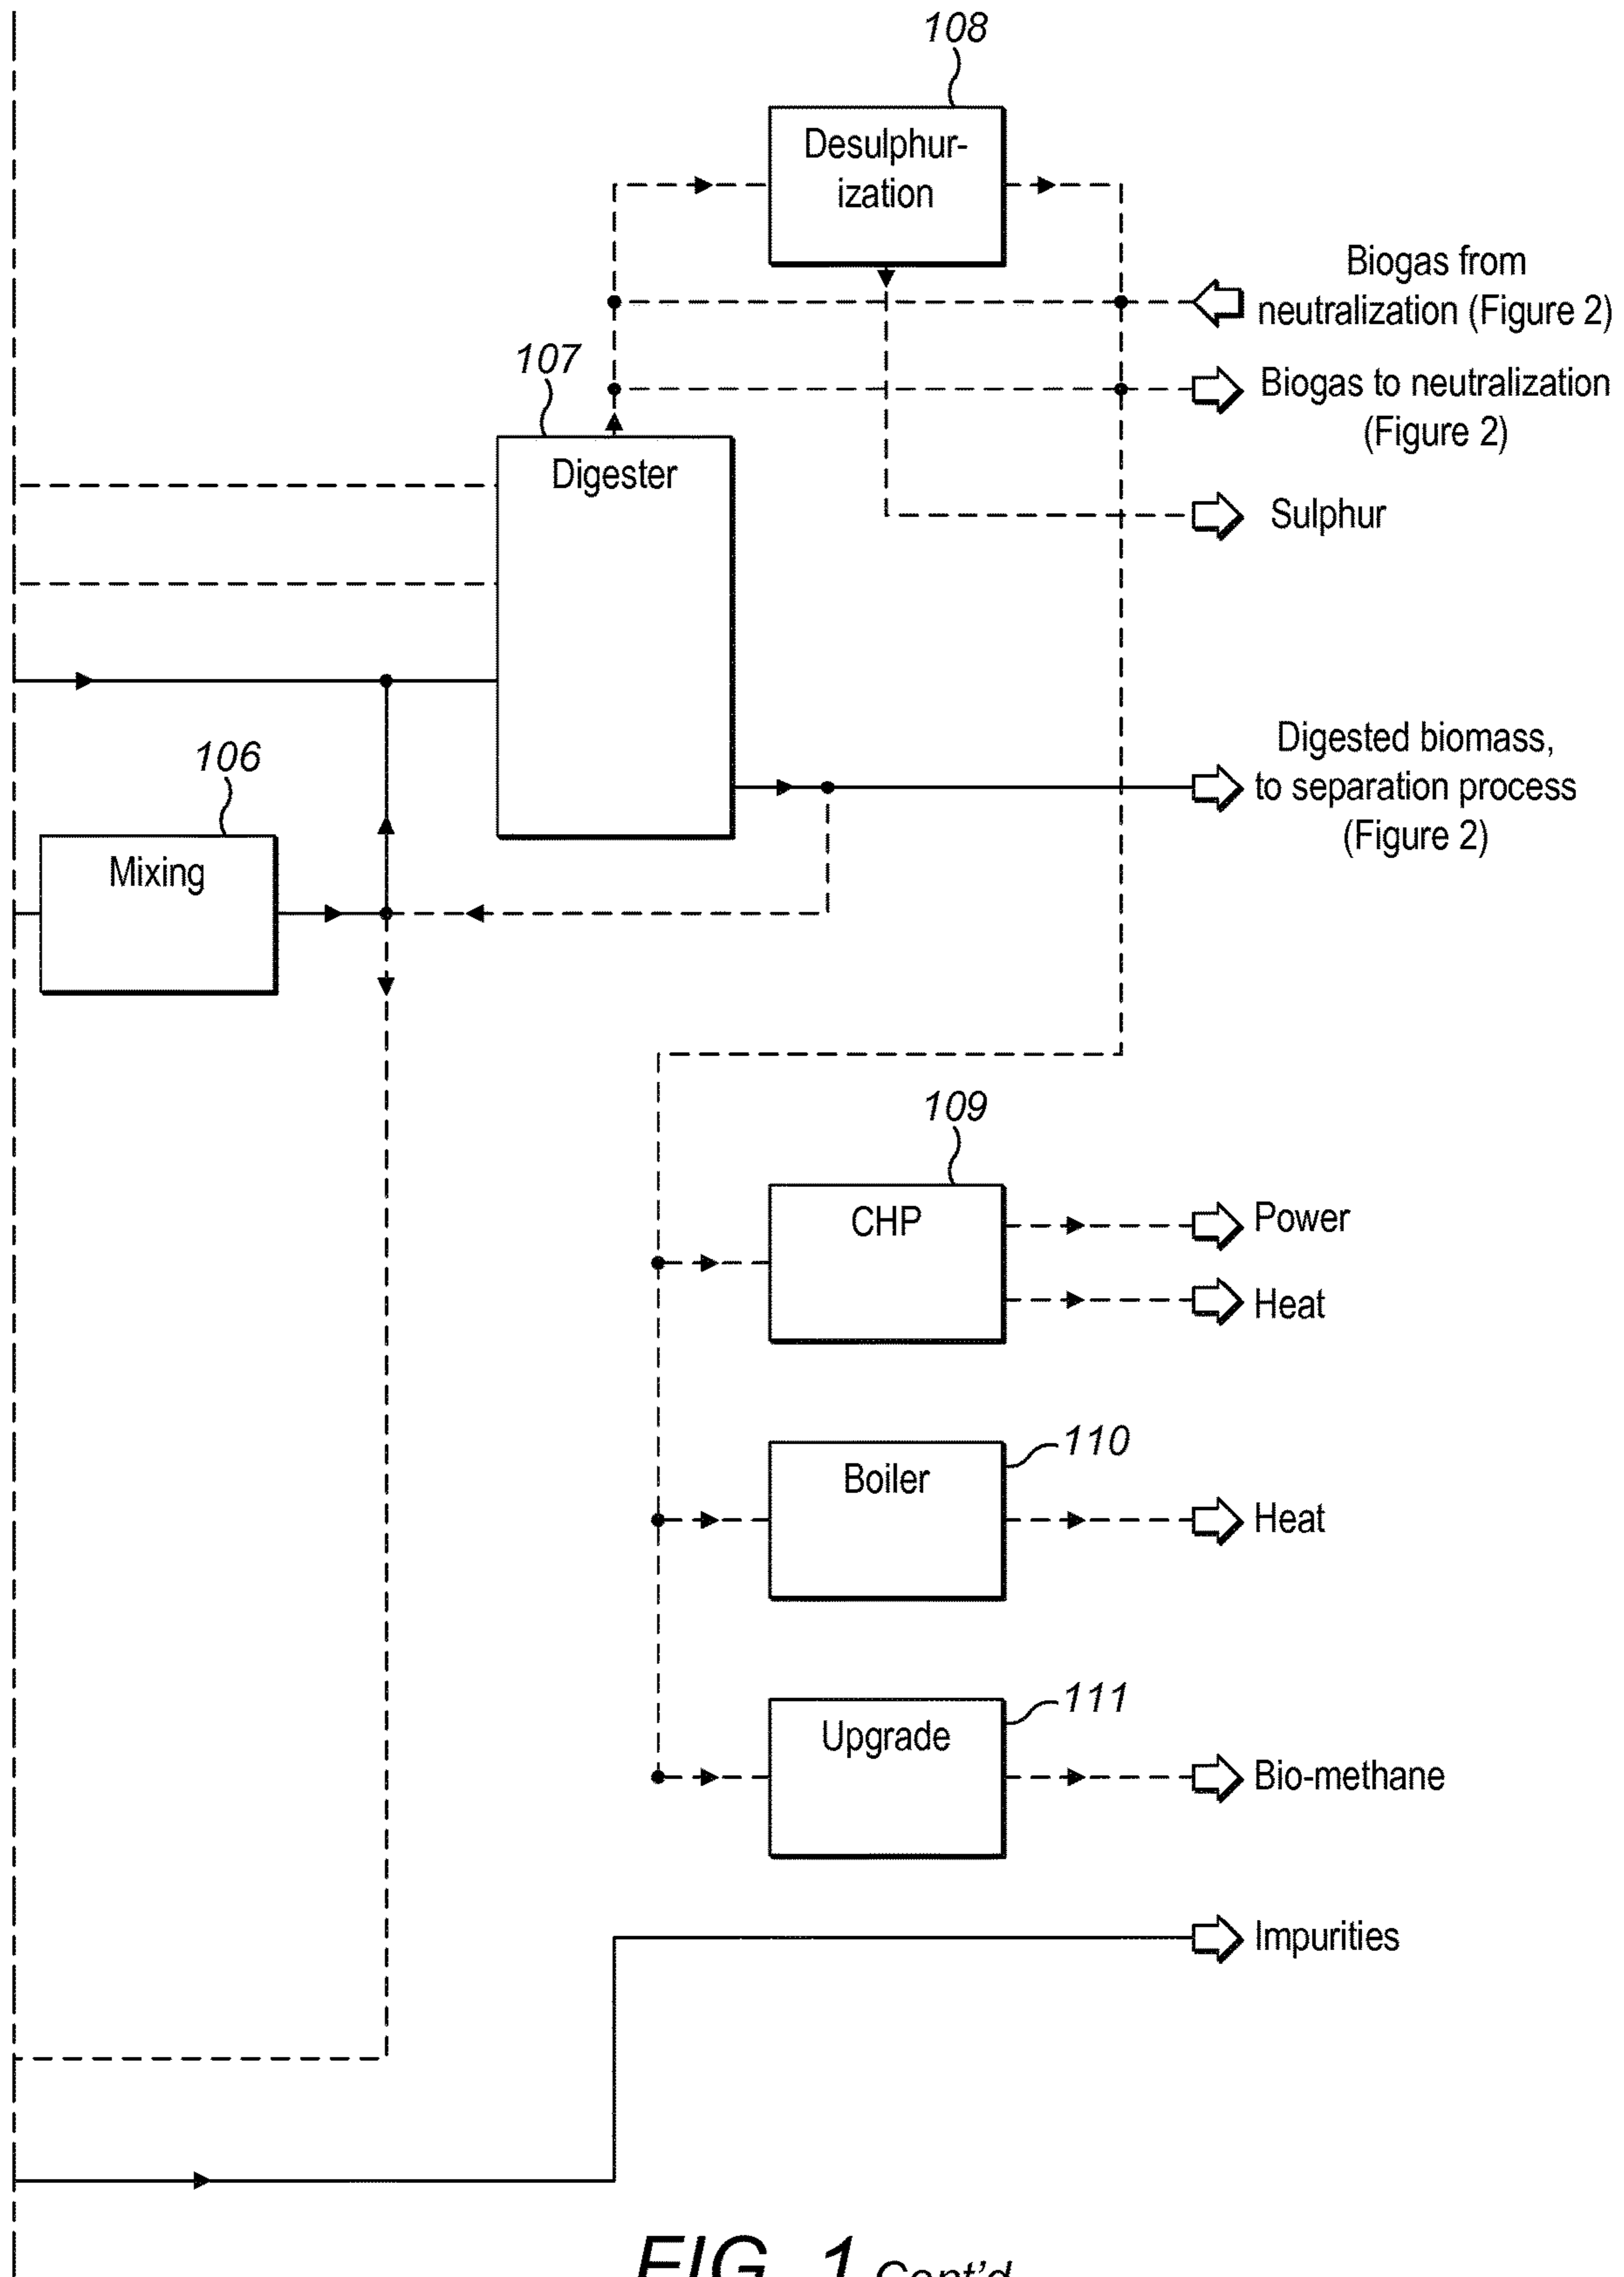 108
Desulphur-
ization
Biogas from
neutralization (Figure 2)
107
Biogas to neutralization
(Figure 2)
Digester
Sulphur
106
Digested biomass,
to separation process
(Figure 2)
Mixing
109
CHP
Power
Heat
110
Boiler
Heat
111
Upgrade
Bio-methane
Impurities
FIG. 1 Cont'd